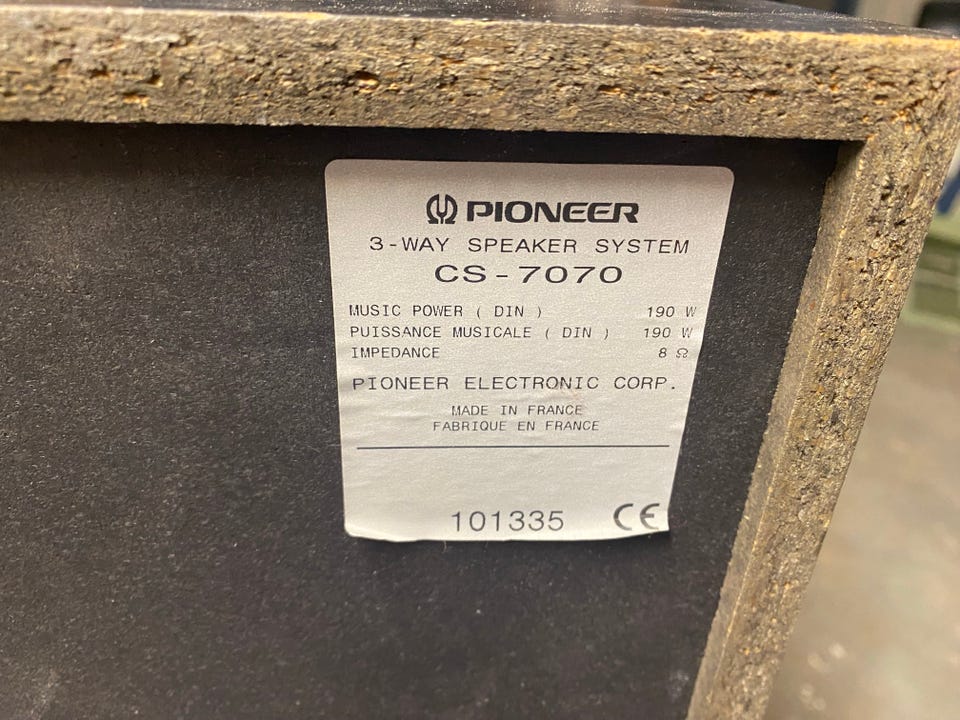 PIONEER
3-WAY SPEAKER SYSTEM
CS-7070
MUSIC POWER ( DIN ) 190 W
PUISSANCE MUSICALE ( DIN ) 190 W
IMPEDANCE 8 Ω
PIONEER ELECTRONIC CORP.
MADE IN FRANCE
FABRIQUE EN FRANCE
101335 CE